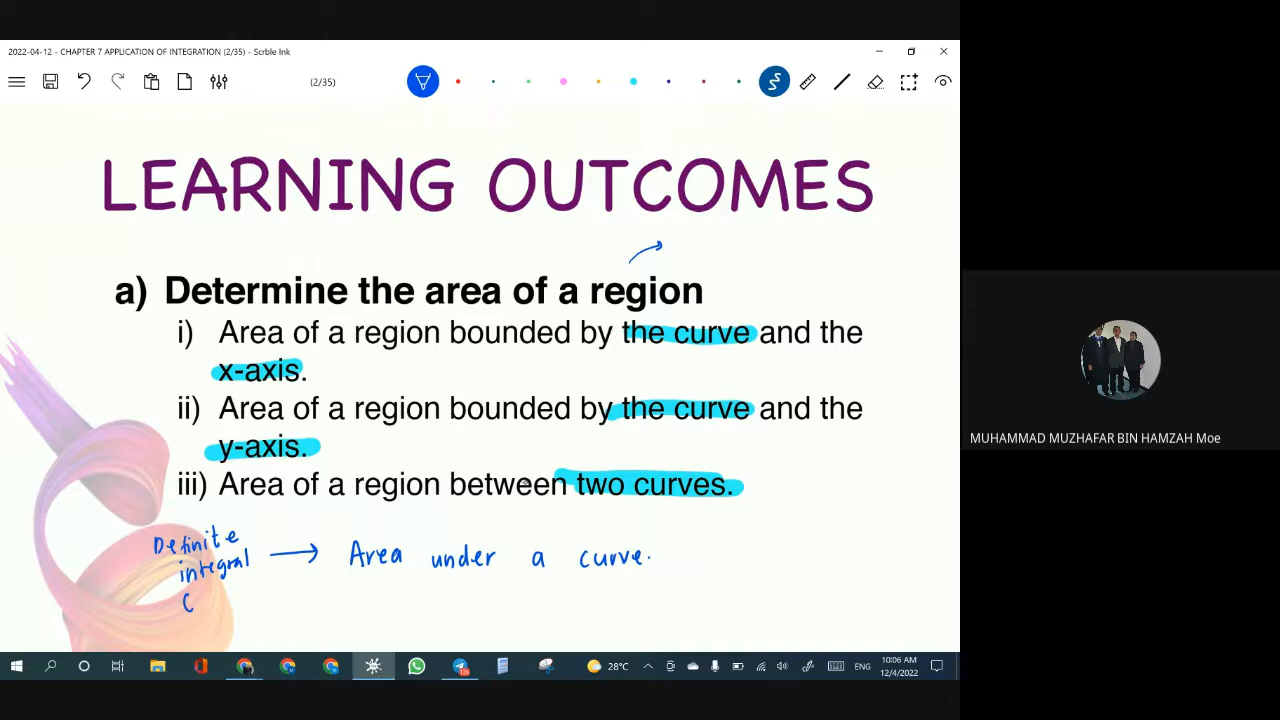 2022-04-12 - CHAPTER 7 APPLICATION OF INTEGRATION (2/35) - Scrble Ink
(2/35)
LEARNING OUTCOMES
a) Determine the area of a region
i) Area of a region bounded by the curve and the
x-axis.
ii) Area of a region bounded by the curve and the
y-axis.
iii) Area of a region between two curves.
Definite
integral → Area under a curve.
C
MUHAMMAD MUZHAFAR BIN HAMZAH Moe
28°C
ENG
10:06 AM
12/4/2022